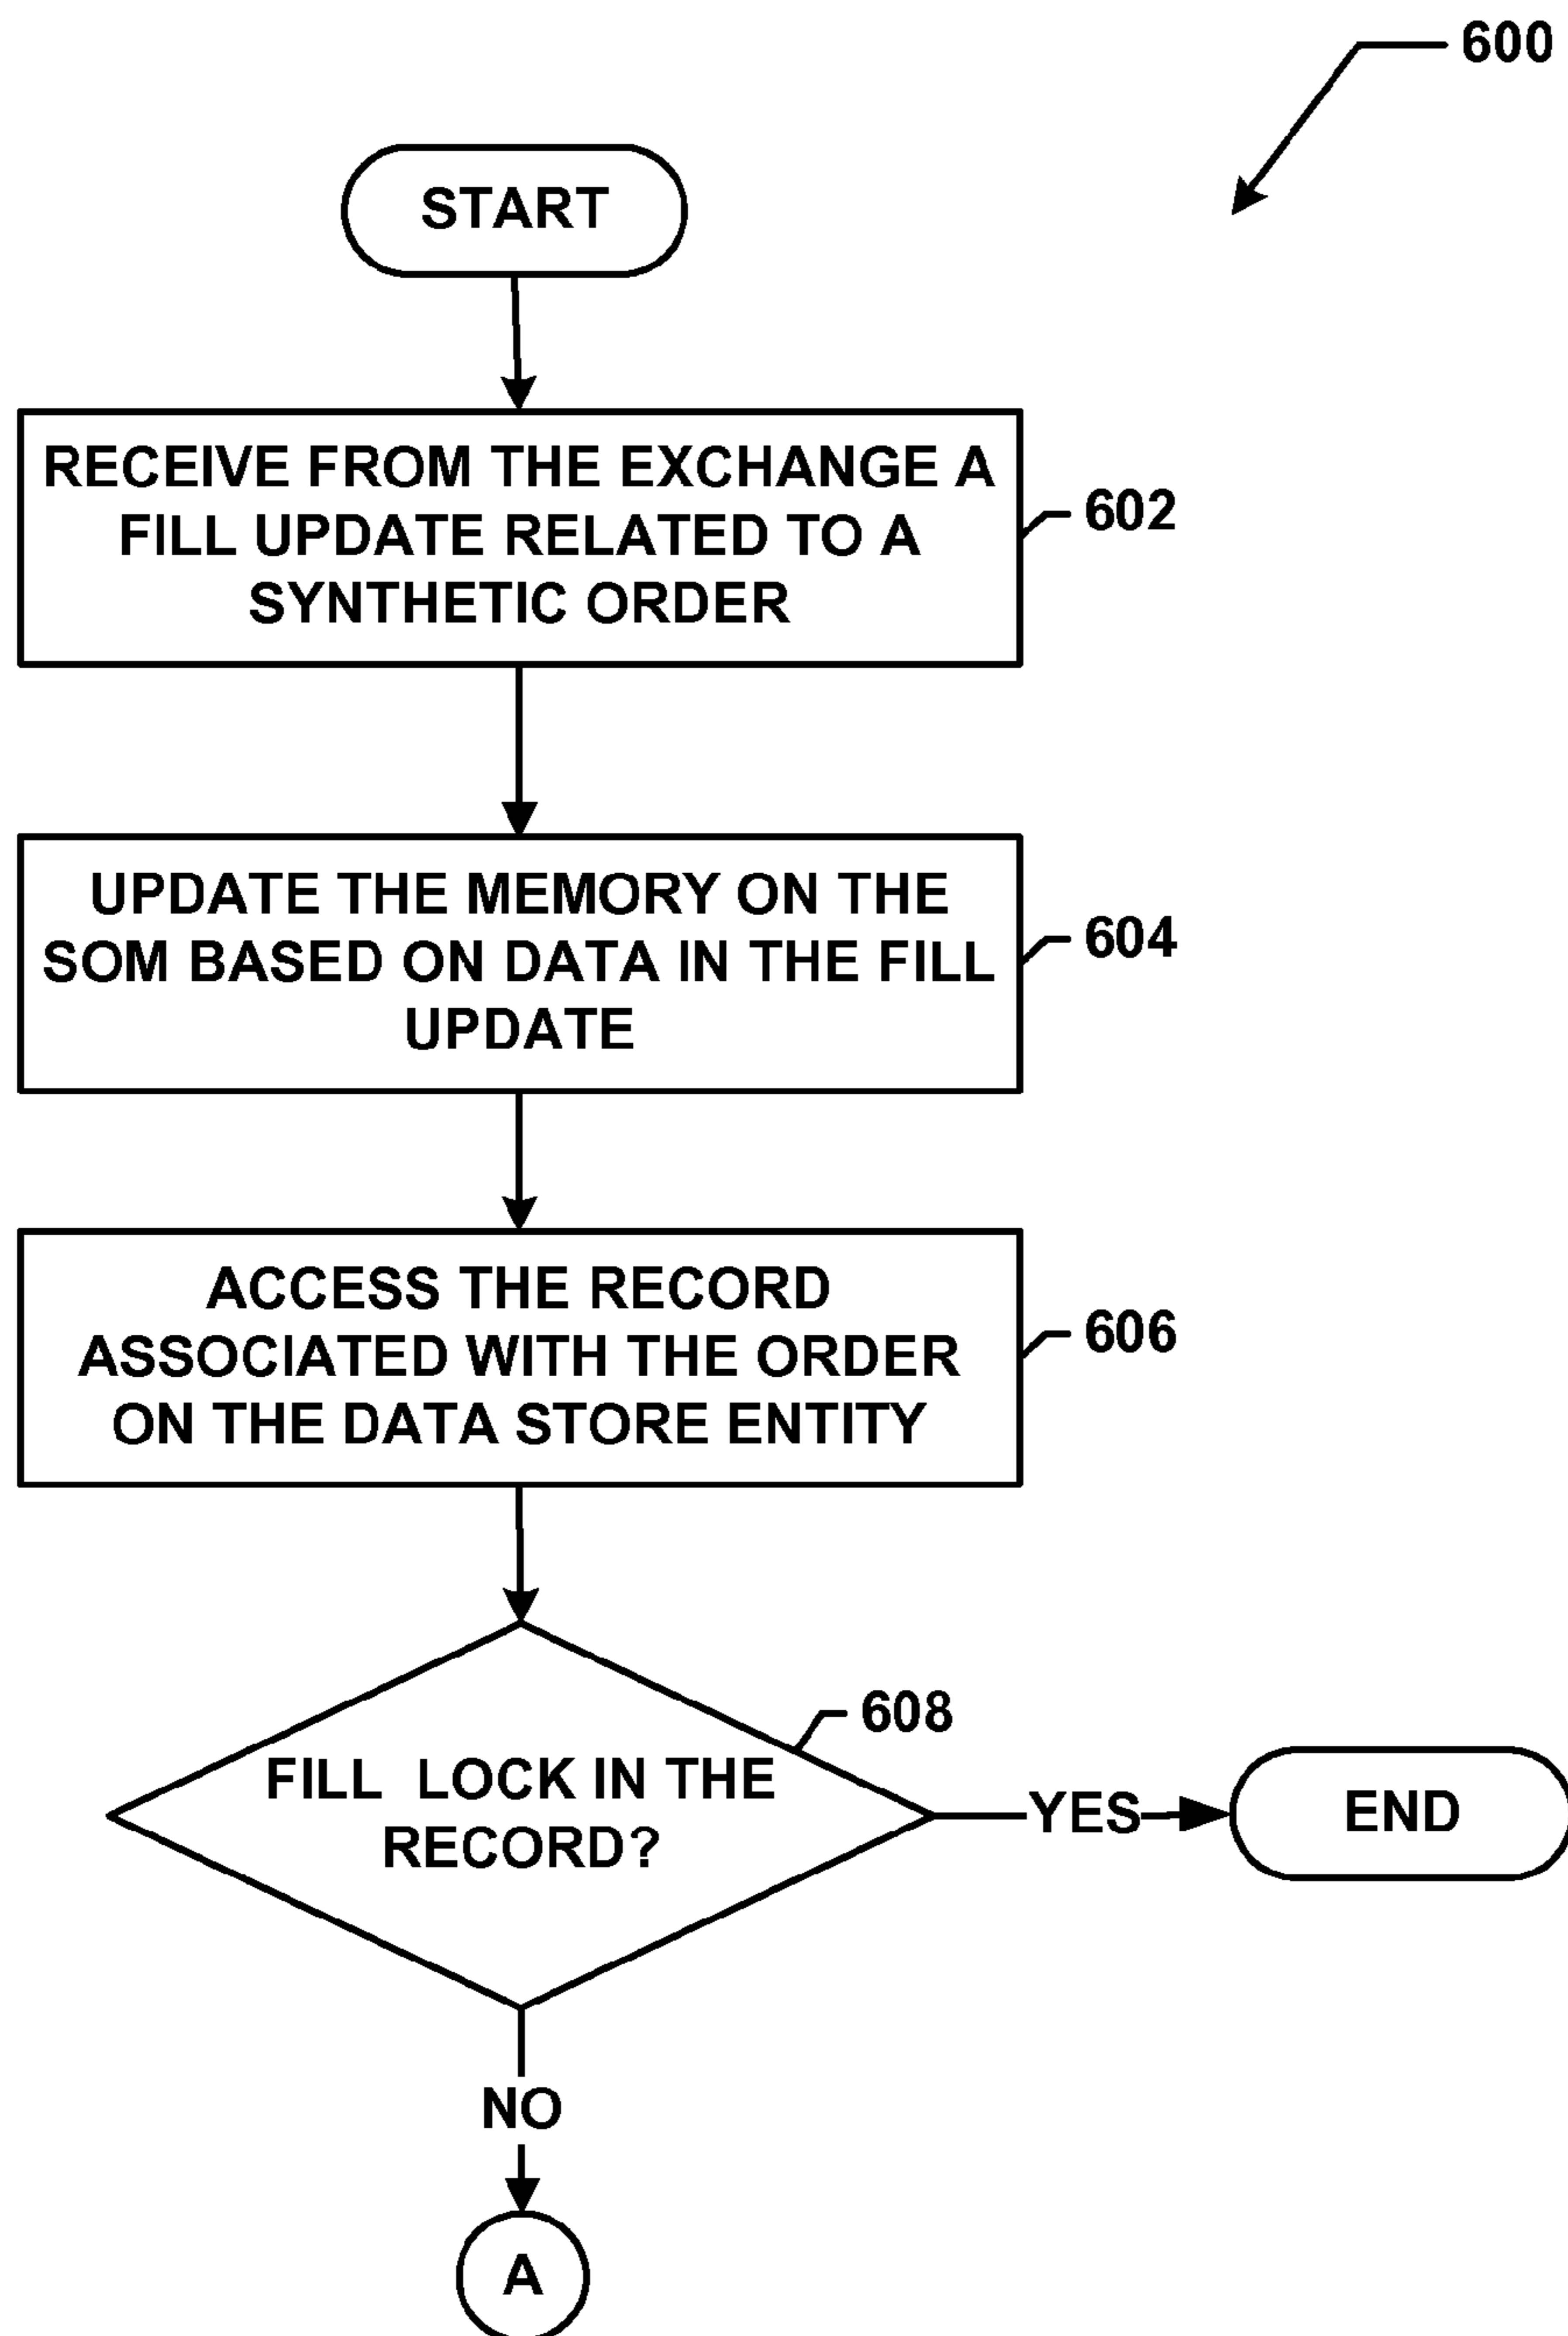 600
START
RECEIVE FROM THE EXCHANGE A
FILL UPDATE RELATED TO A
SYNTHETIC ORDER
602
UPDATE THE MEMORY ON THE
SOM BASED ON DATA IN THE FILL
UPDATE
604
ACCESS THE RECORD
ASSOCIATED WITH THE ORDER
ON THE DATA STORE ENTITY
606
608
FILL LOCK IN THE
RECORD?
YES
END
NO
A